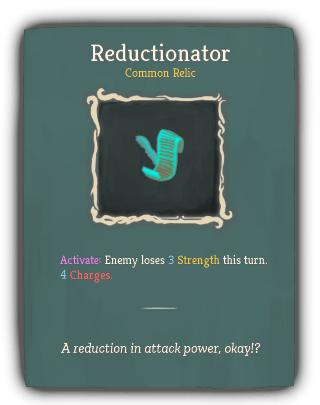 Reductionator
Common Relic
Activate: Enemy loses 3 Strength this turn.
4 Charges.
A reduction in attack power, okay!?